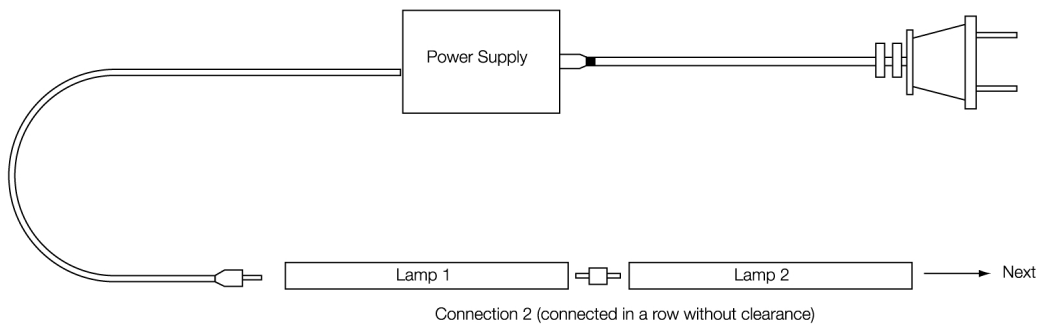 Power Supply
Lamp 1
Lamp 2
Next
Connection 2 (connected in a row without clearance)